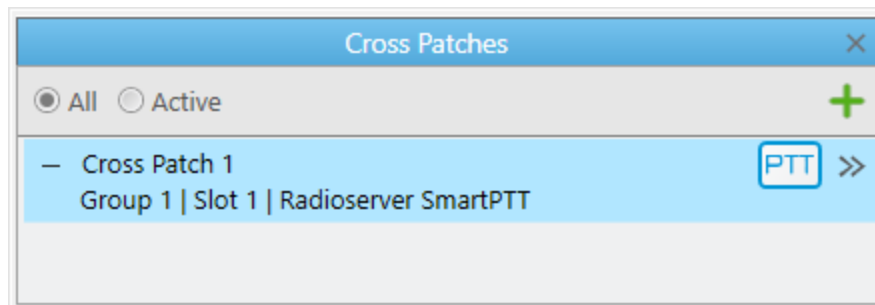 Cross Patches
All Active
Cross Patch 1 PTT
Group 1 | Slot 1 | Radioserver SmartPTT